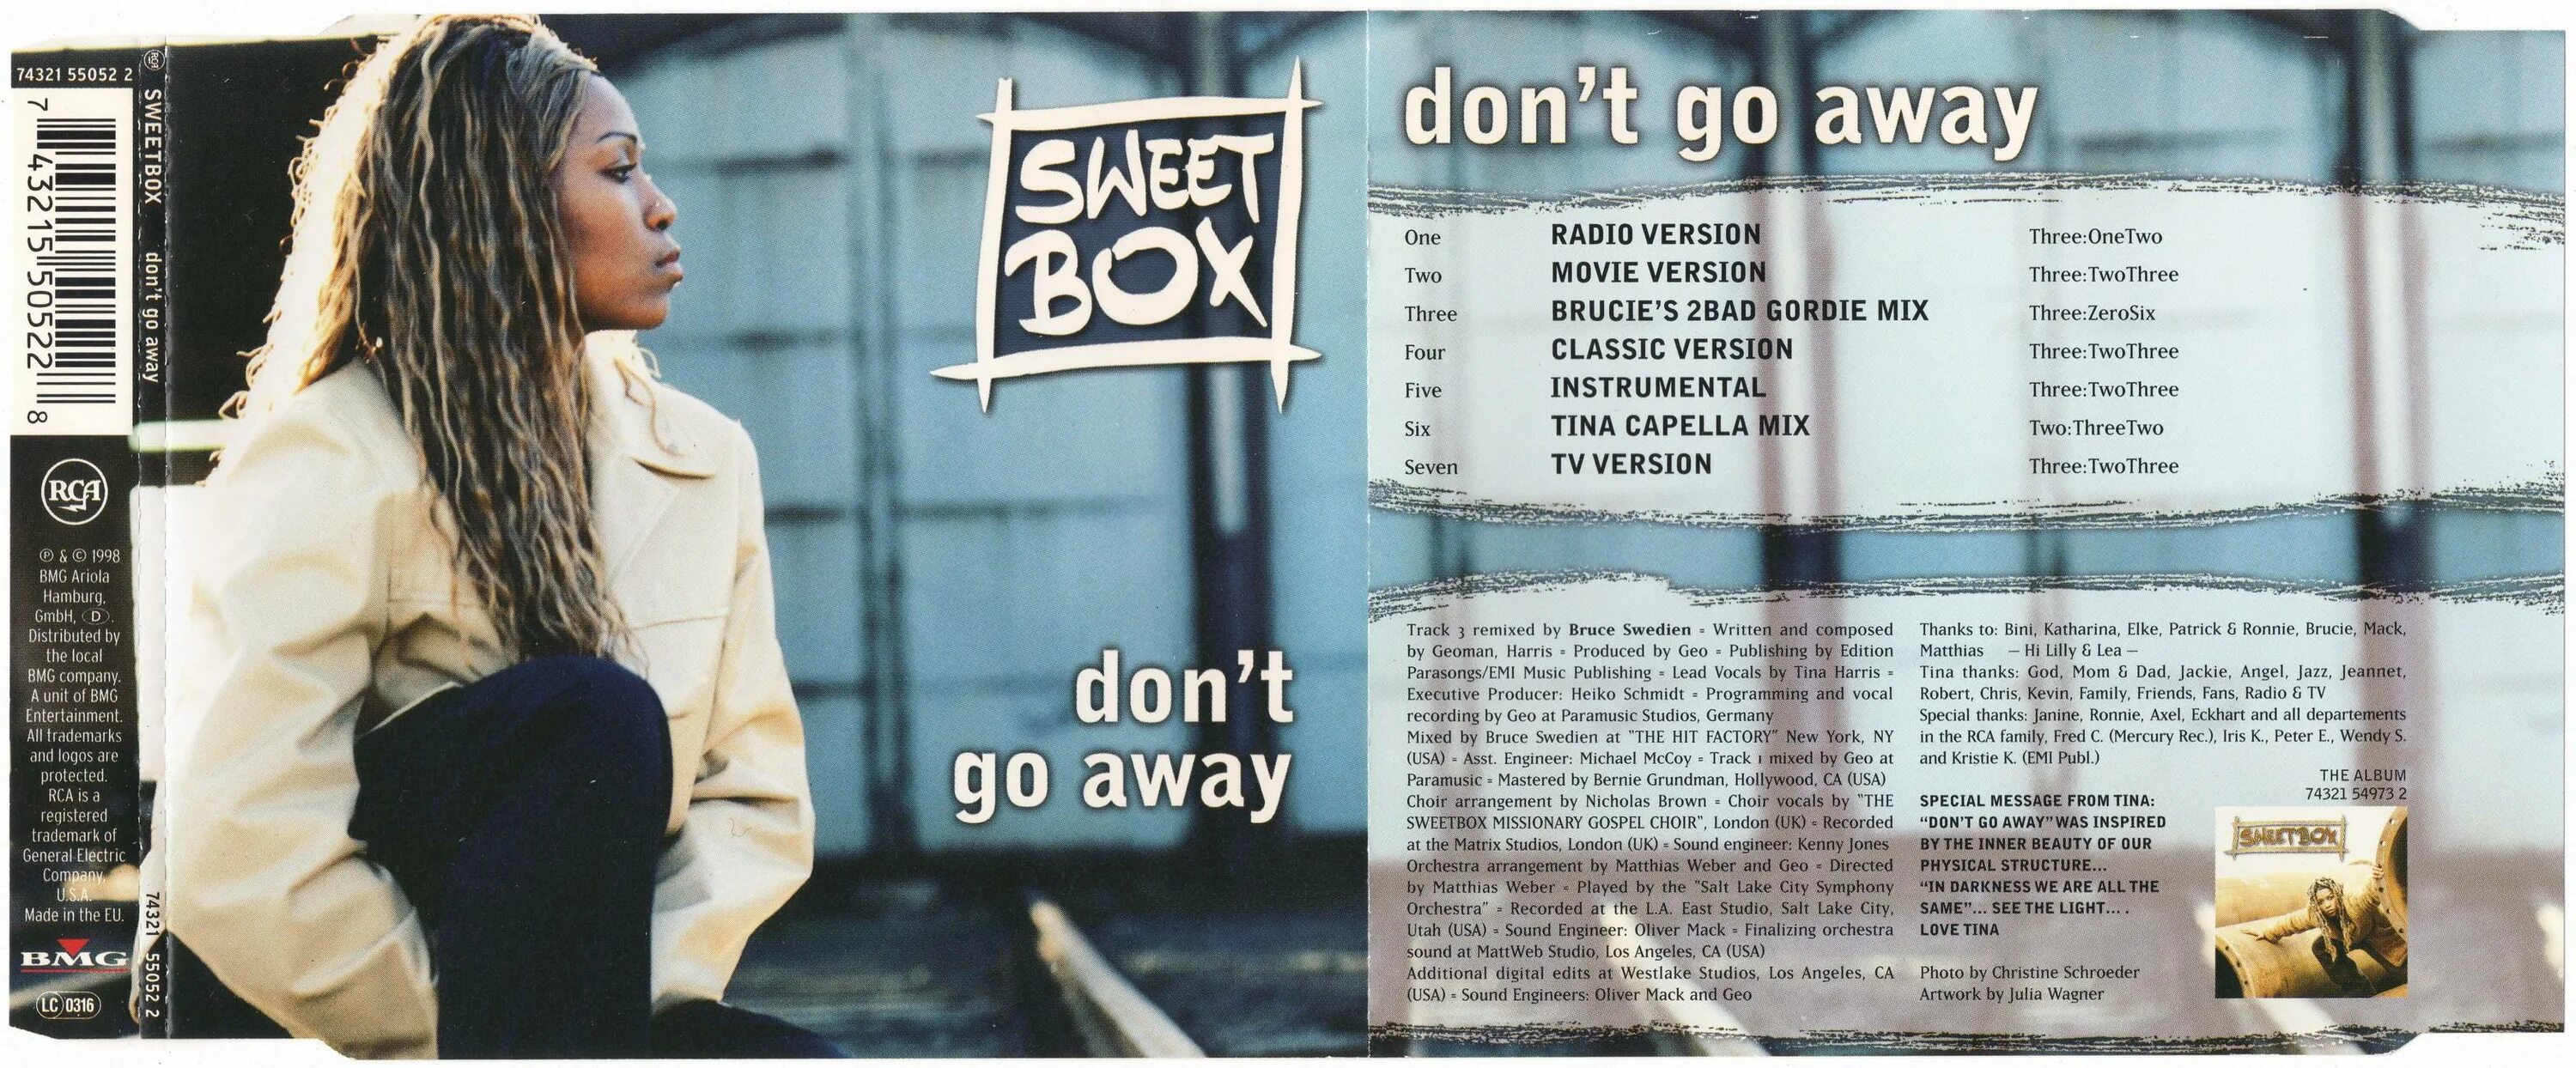 74321 55052 2
7 43215 50522 8
RCA
℗ & © 1998
BMG Ariola
Hamburg,
GmbH, D.
Distributed by
the local
BMG company.
A unit of BMG
Entertainment.
All trademarks
and logos are
protected.
RCA is a
registered
trademark of
General Electric
Company,
U.S.A.
Made in the EU.
BMG
LC 0316
RCA SWEETBOX don't go away 74321 55052 2
SWEET
BOX
don't
go away
don't go away
One RADIO VERSION Three:OneTwo
Two MOVIE VERSION Three:TwoThree
Three BRUCIE'S 2BAD GORDIE MIX Three:ZeroSix
Four CLASSIC VERSION Three:TwoThree
Five INSTRUMENTAL Three:TwoThree
Six TINA CAPELLA MIX Two:ThreeTwo
Seven TV VERSION Three:TwoThree
Track 3 remixed by Bruce Swedien = Written and composed
by Geoman, Harris = Produced by Geo = Publishing by Edition
Parasongs/EMI Music Publishing = Lead Vocals by Tina Harris =
Executive Producer: Heiko Schmidt = Programming and vocal
recording by Geo at Paramusic Studios, Germany
Mixed by Bruce Swedien at "THE HIT FACTORY" New York, NY
(USA) = Asst. Engineer: Michael McCoy = Track 1 mixed by Geo at
Paramusic = Mastered by Bernie Grundman, Hollywood, CA (USA)
Choir arrangement by Nicholas Brown = Choir vocals by "THE
SWEETBOX MISSIONARY GOSPEL CHOIR", London (UK) = Recorded
at the Matrix Studios, London (UK) = Sound engineer: Kenny Jones
Orchestra arrangement by Matthias Weber and Geo = Directed
by Matthias Weber = Played by the "Salt Lake City Symphony
Orchestra" = Recorded at the L.A. East Studio, Salt Lake City,
Utah (USA) = Sound Engineer: Oliver Mack = Finalizing orchestra
sound at MattWeb Studio, Los Angeles, CA (USA)
Additional digital edits at Westlake Studios, Los Angeles, CA
(USA) = Sound Engineers: Oliver Mack and Geo
Thanks to: Bini, Katharina, Elke, Patrick & Ronnie, Brucie, Mack,
Matthias – Hi Lilly & Lea –
Tina thanks: God, Mom & Dad, Jackie, Angel, Jazz, Jeannet,
Robert, Chris, Kevin, Family, Friends, Fans, Radio & TV
Special thanks: Janine, Ronnie, Axel, Eckhart and all departements
in the RCA family, Fred C. (Mercury Rec.), Iris K., Peter E., Wendy S.
and Kristie K. (EMI Publ.)
THE ALBUM
74321 54973 2
SPECIAL MESSAGE FROM TINA:
"DON'T GO AWAY" WAS INSPIRED
BY THE INNER BEAUTY OF OUR
PHYSICAL STRUCTURE...
"IN DARKNESS WE ARE ALL THE
SAME"... SEE THE LIGHT... .
LOVE TINA
SWEETBOX
Photo by Christine Schroeder
Artwork by Julia Wagner